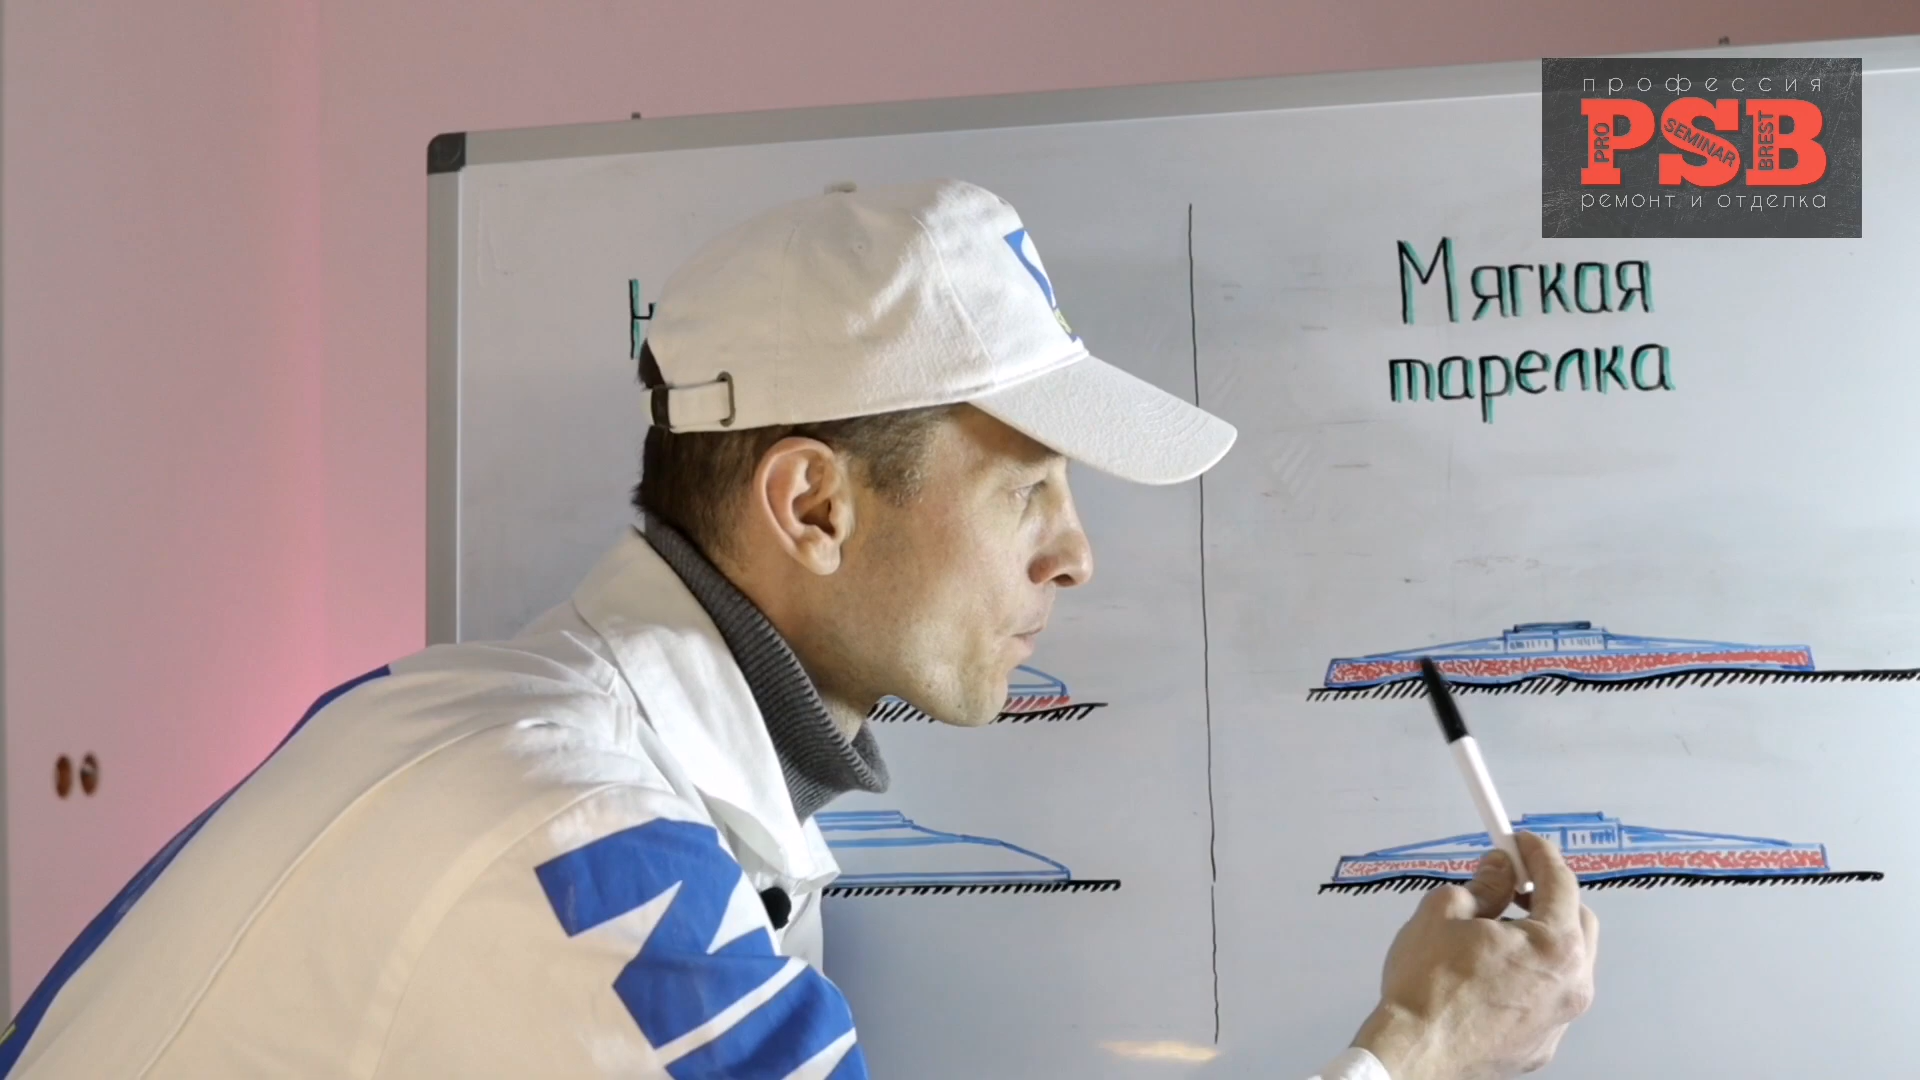 профессия
PRO PSB SEMINAR BREST
ремонт и отделка
Мягкая
тарелка